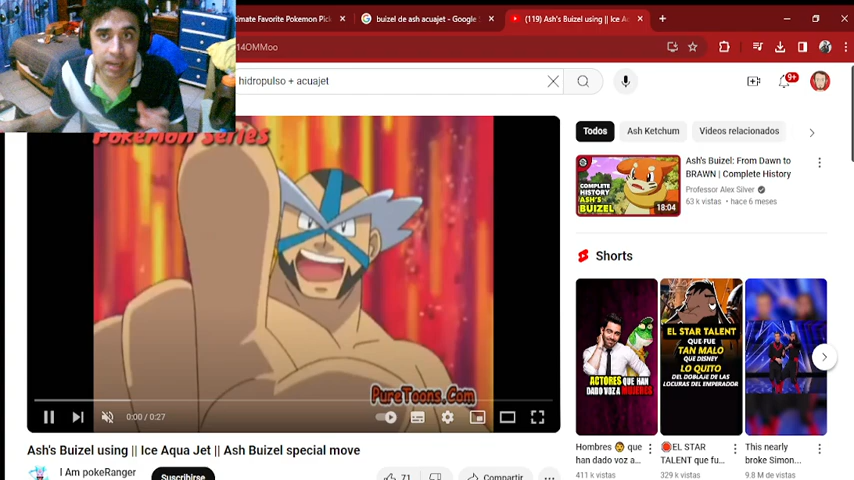 timate Favorite Pokemon Pick
buizel de ash acuajet - Google
(119) Ash's Buizel using || Ice Aq
14OMMoo
hidropulso + acuajet
9+
Pokemon Series
PureToons.Com
0:00 / 0:27
Ash's Buizel using || Ice Aqua Jet || Ash Buizel special move
I Am pokeRanger
Suscribirse
71
Compartir
Todos
Ash Ketchum
Videos relacionados
COMPLETE
HISTORY
ASH'S
BUIZEL
18:04
Ash's Buizel: From Dawn to
BRAWN | Complete History
Professor Alex Silver
63 k vistas • hace 6 meses
Shorts
ACTORES QUE HAN
DADO VOZ A MUJERES
EL STAR TALENT
QUE FUE
TAN MALO
QUE DISNEY
LO QUITO
DEL DOBLAJE DE LAS
LOCURAS DEL EMPERADOR
Hombres que
han dado voz a...
411 k vistas
EL STAR
TALENT que fu...
329 k vistas
This nearly
broke Simon...
9.8 M de vistas